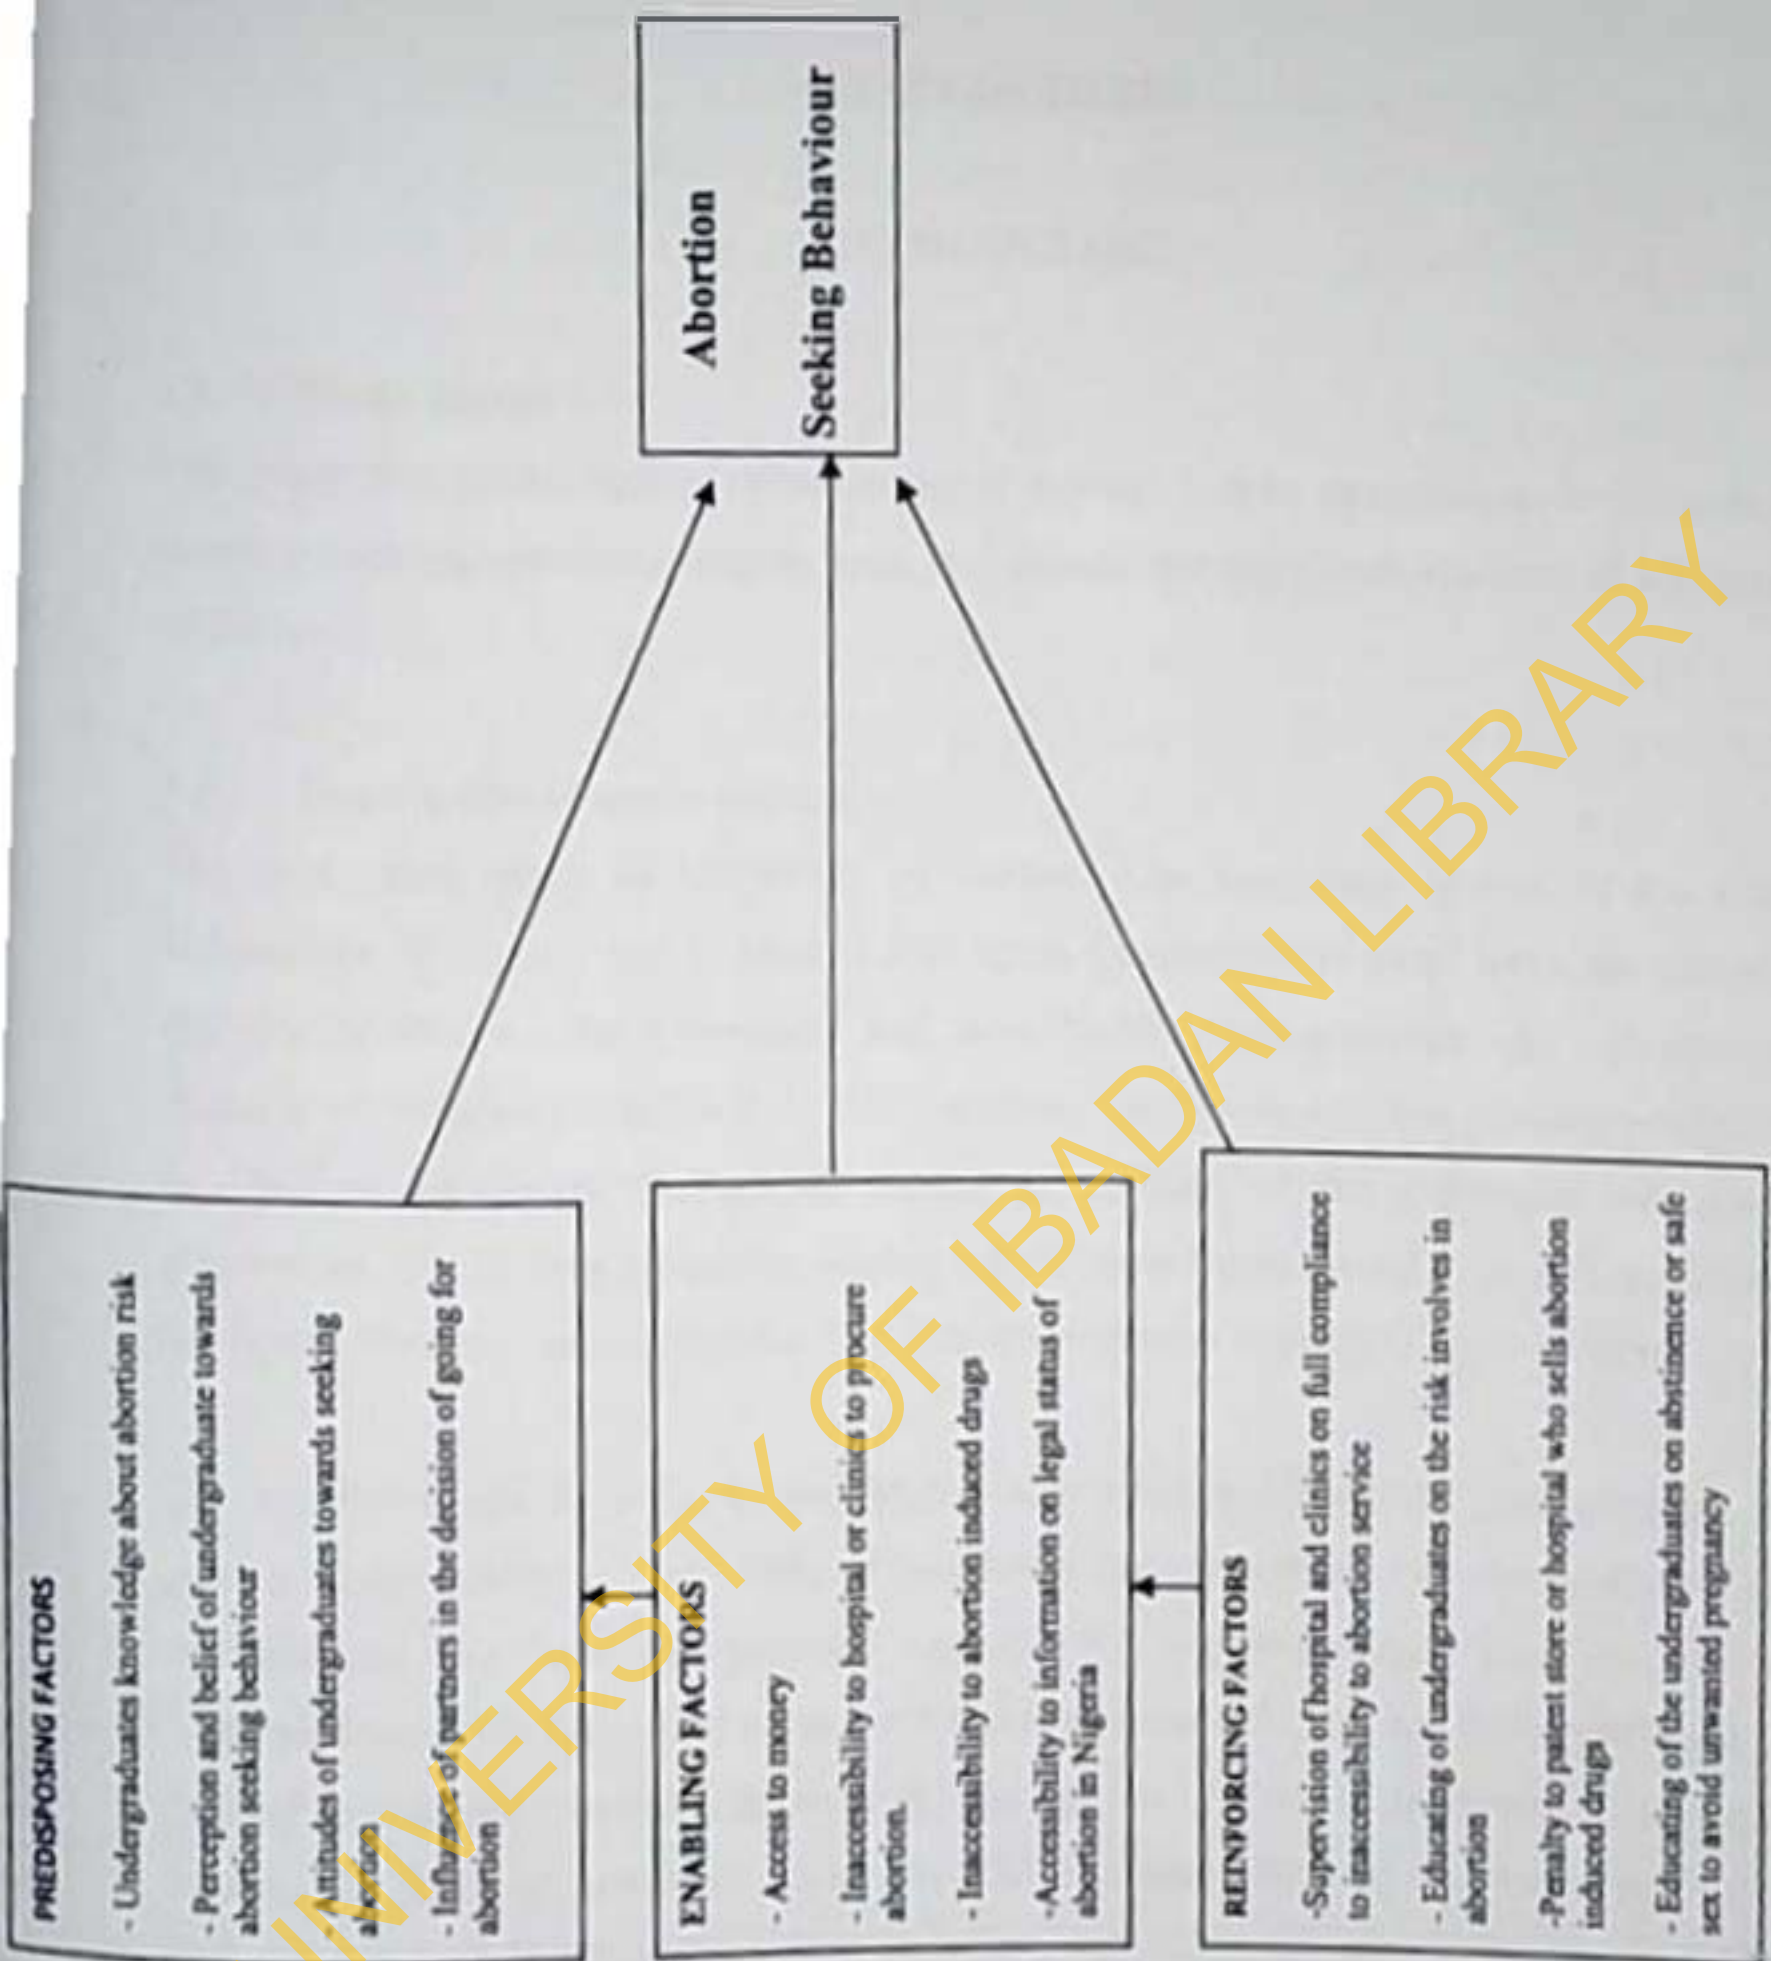 PREDISPOSING FACTORS
- Undergraduates knowledge about abortion risk
- Perception and belief of undergraduate towards
abortion seeking behaviour
- Attitudes of undergraduates towards seeking
abortion
- Influence of partners in the decision of going for
abortion
ENABLING FACTORS
- Access to money
- Inaccessibility to hospital or clinics to procure
abortion.
- Inaccessibility to abortion induced drugs
-Accessibility to information on legal status of
abortion in Nigeria
REINFORCING FACTORS
-Supervision of horpital and clinics on full compliance
to inaccessibility to abortion service
- Educating of undergraduates on the risk involves in
abortion
-Penalty to patent store or hospital who sells abortion
induced drugs
- Educating of the undergraduates on abstinence or safe
sex to avoid unwanted pregnancy
Abortion
Seeking Behaviour
UNIVERSITY OF IBADAN LIBRARY